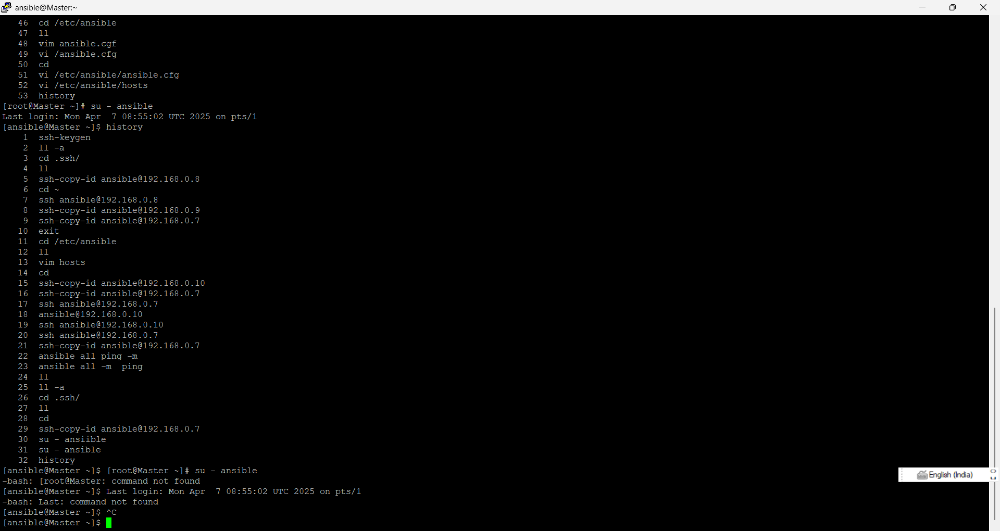 ansible@Master:~
46 cd /etc/ansible
47 ll
48 vim ansible.cgf
49 vi /ansible.cfg
50 cd
51 vi /etc/ansible/ansible.cfg
52 vi /etc/ansible/hosts
53 history
[root@Master ~]# su - ansible
Last login: Mon Apr  7 08:55:02 UTC 2025 on pts/1
[ansible@Master ~]$ history
1 ssh-keygen
2 ll -a
3 cd .ssh/
4 ll
5 ssh-copy-id ansible@192.168.0.8
6 cd ~
7 ssh ansible@192.168.0.8
8 ssh-copy-id ansible@192.168.0.9
9 ssh-copy-id ansible@192.168.0.7
10 exit
11 cd /etc/ansible
12 ll
13 vim hosts
14 cd
15 ssh-copy-id ansible@192.168.0.10
16 ssh-copy-id ansible@192.168.0.7
17 ssh ansible@192.168.0.7
18 ansible@192.168.0.10
19 ssh ansible@192.168.0.10
20 ssh ansible@192.168.0.7
21 ssh-copy-id ansible@192.168.0.7
22 ansible all ping -m
23 ansible all -m  ping
24 ll
25 ll -a
26 cd .ssh/
27 ll
28 cd
29 ssh-copy-id ansible@192.168.0.7
30 su - ansiible
31 su - ansible
32 history
[ansible@Master ~]$ [root@Master ~]# su - ansible
-bash: [root@Master: command not found
[ansible@Master ~]$ Last login: Mon Apr  7 08:55:02 UTC 2025 on pts/1
-bash: Last: command not found
[ansible@Master ~]$ ^C
[ansible@Master ~]$
English (India)